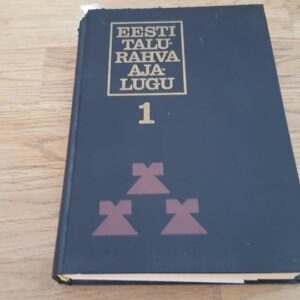 EESTI
TALU-
RAHVA
AJA-
LUGU
1